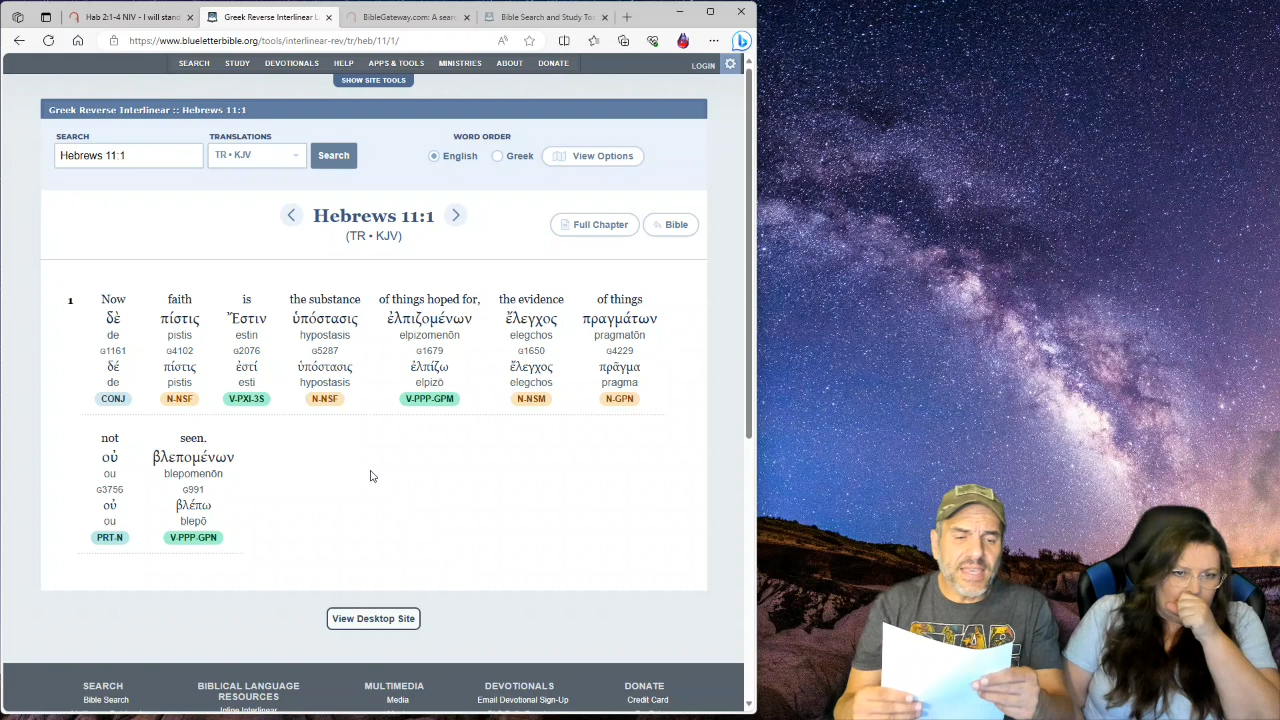 Hab 2:1-4 NIV - I will stand
Greek Reverse Interlinear L
BibleGateway.com: A sear
Bible Search and Study Too
https://www.blueletterbible.org/tools/interlinear-rev/tr/heb/11/1/
SEARCH STUDY DEVOTIONALS HELP APPS & TOOLS MINISTRIES ABOUT DONATE LOGIN
SHOW SITE TOOLS
Greek Reverse Interlinear :: Hebrews 11:1
SEARCH TRANSLATIONS WORD ORDER
Hebrews 11:1 TR • KJV Search English Greek View Options
Hebrews 11:1
(TR • KJV)
Full Chapter Bible
1 Now faith is the substance of things hoped for, the evidence of things
δὲ πίστις Ἔστιν ὑπόστασις ἐλπιζομένων ἔλεγχος πραγμάτων
de pistis estin hypostasis elpizomenōn elegchos pragmatōn
G1161 G4102 G2076 G5287 G1679 G1650 G4229
δέ πίστις ἐστί ὑπόστασις ἐλπίζω ἔλεγχος πρᾶγμα
de pistis esti hypostasis elpizō elegchos pragma
CONJ N-NSF V-PXI-3S N-NSF V-PPP-GPM N-NSM N-GPN
not seen.
οὐ βλεπομένων
ou blepomenōn
G3756 G991
οὐ βλέπω
ou blepō
PRT-N V-PPP-GPN
View Desktop Site
SEARCH BIBLICAL LANGUAGE RESOURCES MULTIMEDIA DEVOTIONALS DONATE
Bible Search Inline Interlinear Media Email Devotional Sign-Up Credit Card
STAR